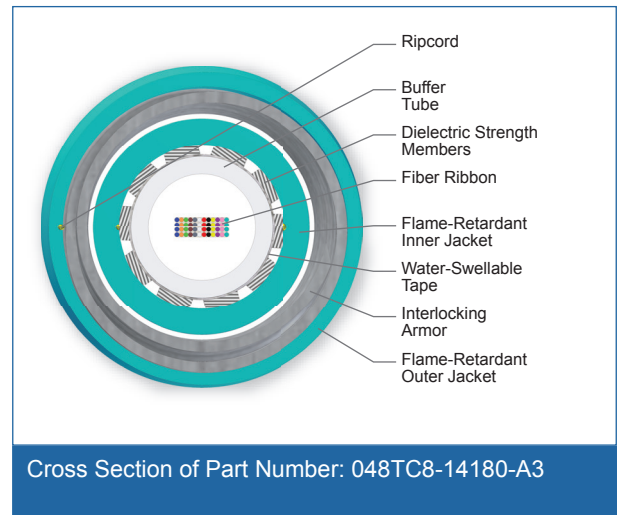 Ripcord
Buffer
Tube
Dielectric Strength
Members
Fiber Ribbon
Flame-Retardant
Inner Jacket
Water-Swellable
Tape
Interlocking
Armor
Flame-Retardant
Outer Jacket
Cross Section of Part Number: 048TC8-14180-A3